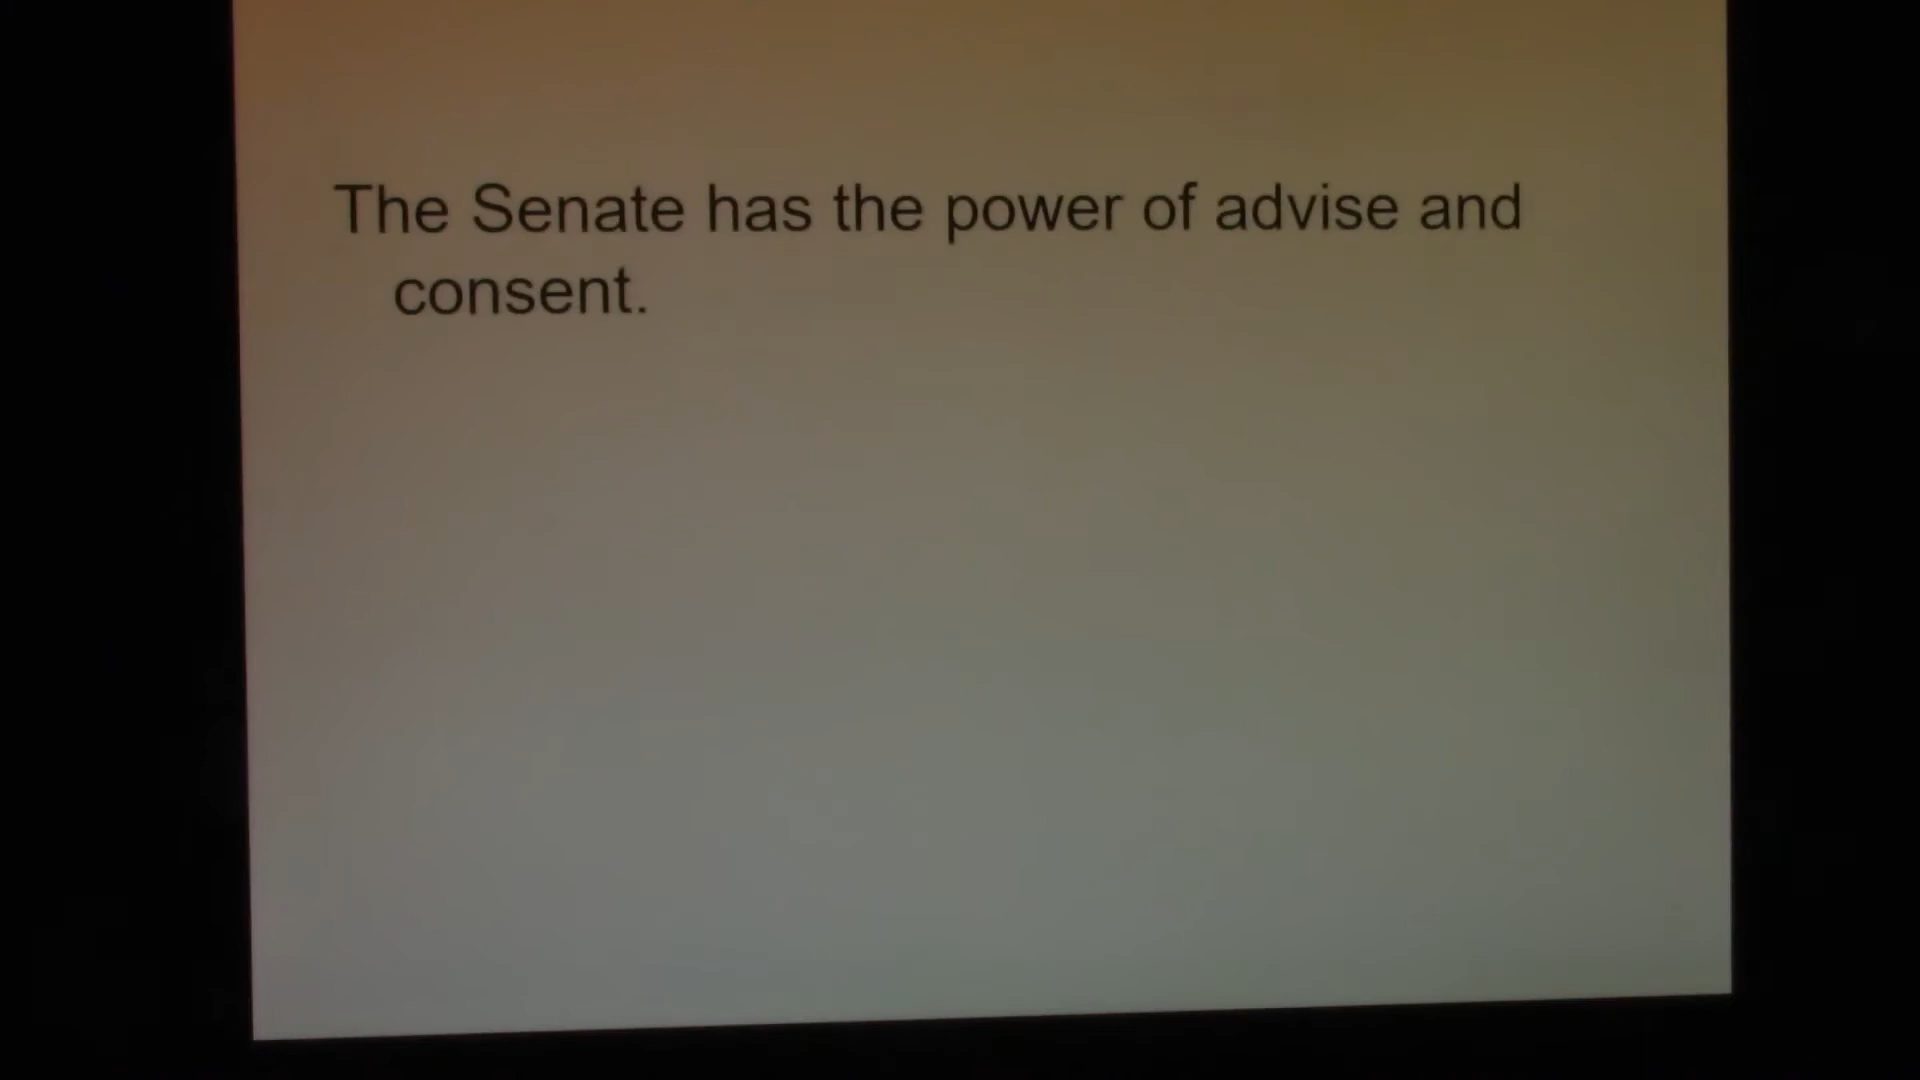 The Senate has the power of advise and
consent.